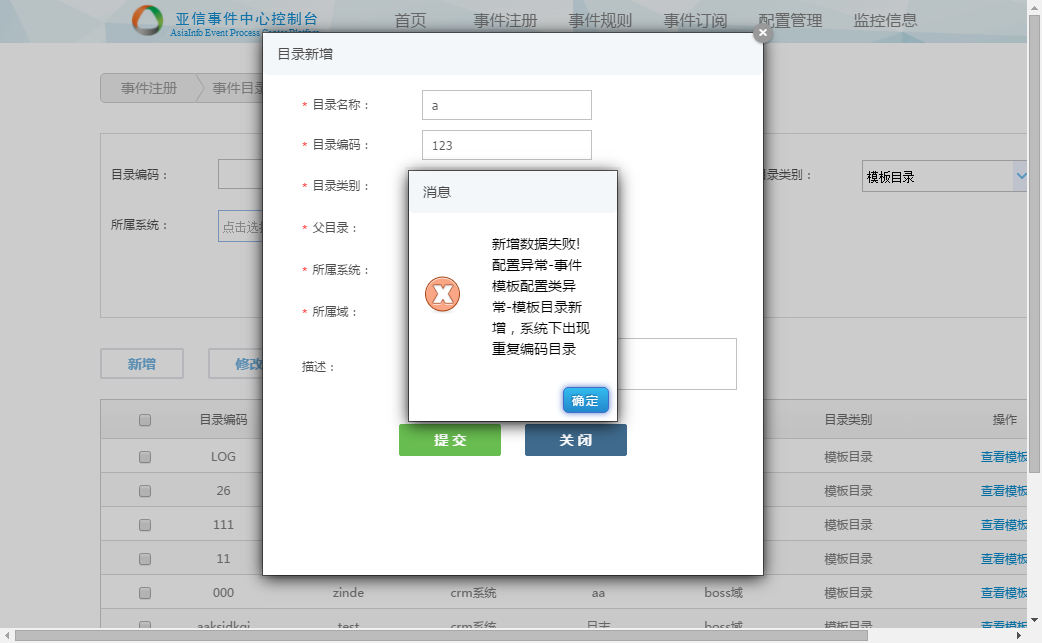 亚信事件中心控制台
AsiaInfo Event Process
首页 事件注册 事件规则 事件订阅 配置管理 监控信息
目录新增
事件注册 事件目录
* 目录名称： a
* 目录编码： 123
目录编码：
* 目录类别：
录类别： 模板目录
所属系统： 点击选
* 父目录：
* 所属系统：
* 所属域：
描述：
消息
新增数据失败!
配置异常-事件
模板配置类异
常-模板目录新
增，系统下出现
重复编码目录
确定
提交 关闭
新增 修改
目录编码 目录类别 操作
LOG 模板目录 查看模板
26 模板目录 查看模板
111 模板目录 查看模板
11 模板目录 查看模板
000 zinde crm系统 aa boss域 模板目录 查看模板
test crm系统 日志 boss域 模板目录 查看模板